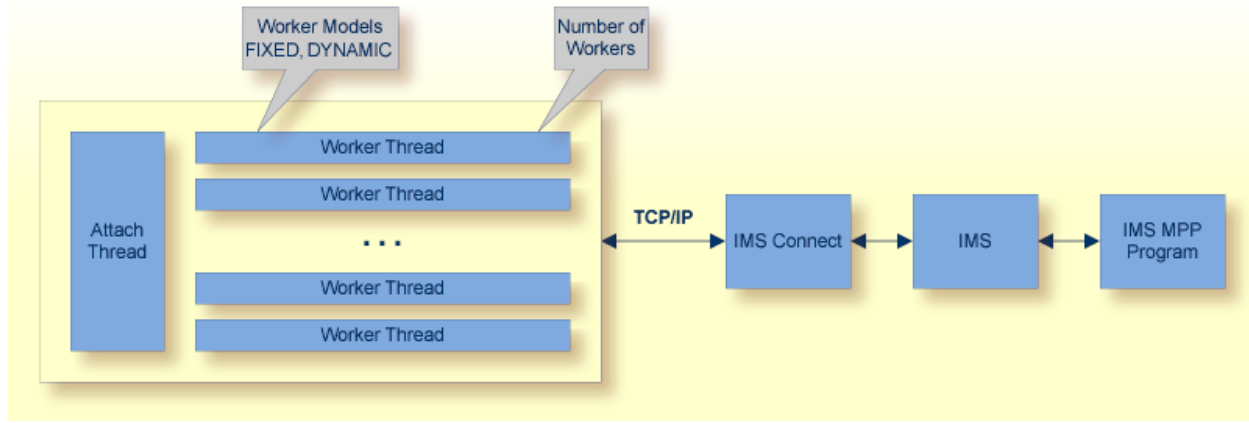 Worker Models
FIXED, DYNAMIC
Number of
Workers
Attach
Thread
Worker Thread
Worker Thread
...
Worker Thread
Worker Thread
TCP/IP
IMS Connect
IMS
IMS MPP
Program